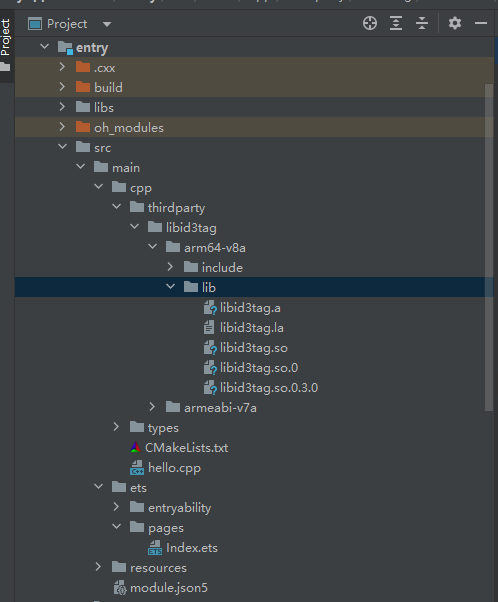 Project
Project
entry
.cxx
build
libs
oh_modules
src
main
cpp
thirdparty
libid3tag
arm64-v8a
include
lib
libid3tag.a
libid3tag.la
libid3tag.so
libid3tag.so.0
libid3tag.so.0.3.0
armeabi-v7a
types
CMakeLists.txt
hello.cpp
ets
entryability
pages
Index.ets
resources
module.json5